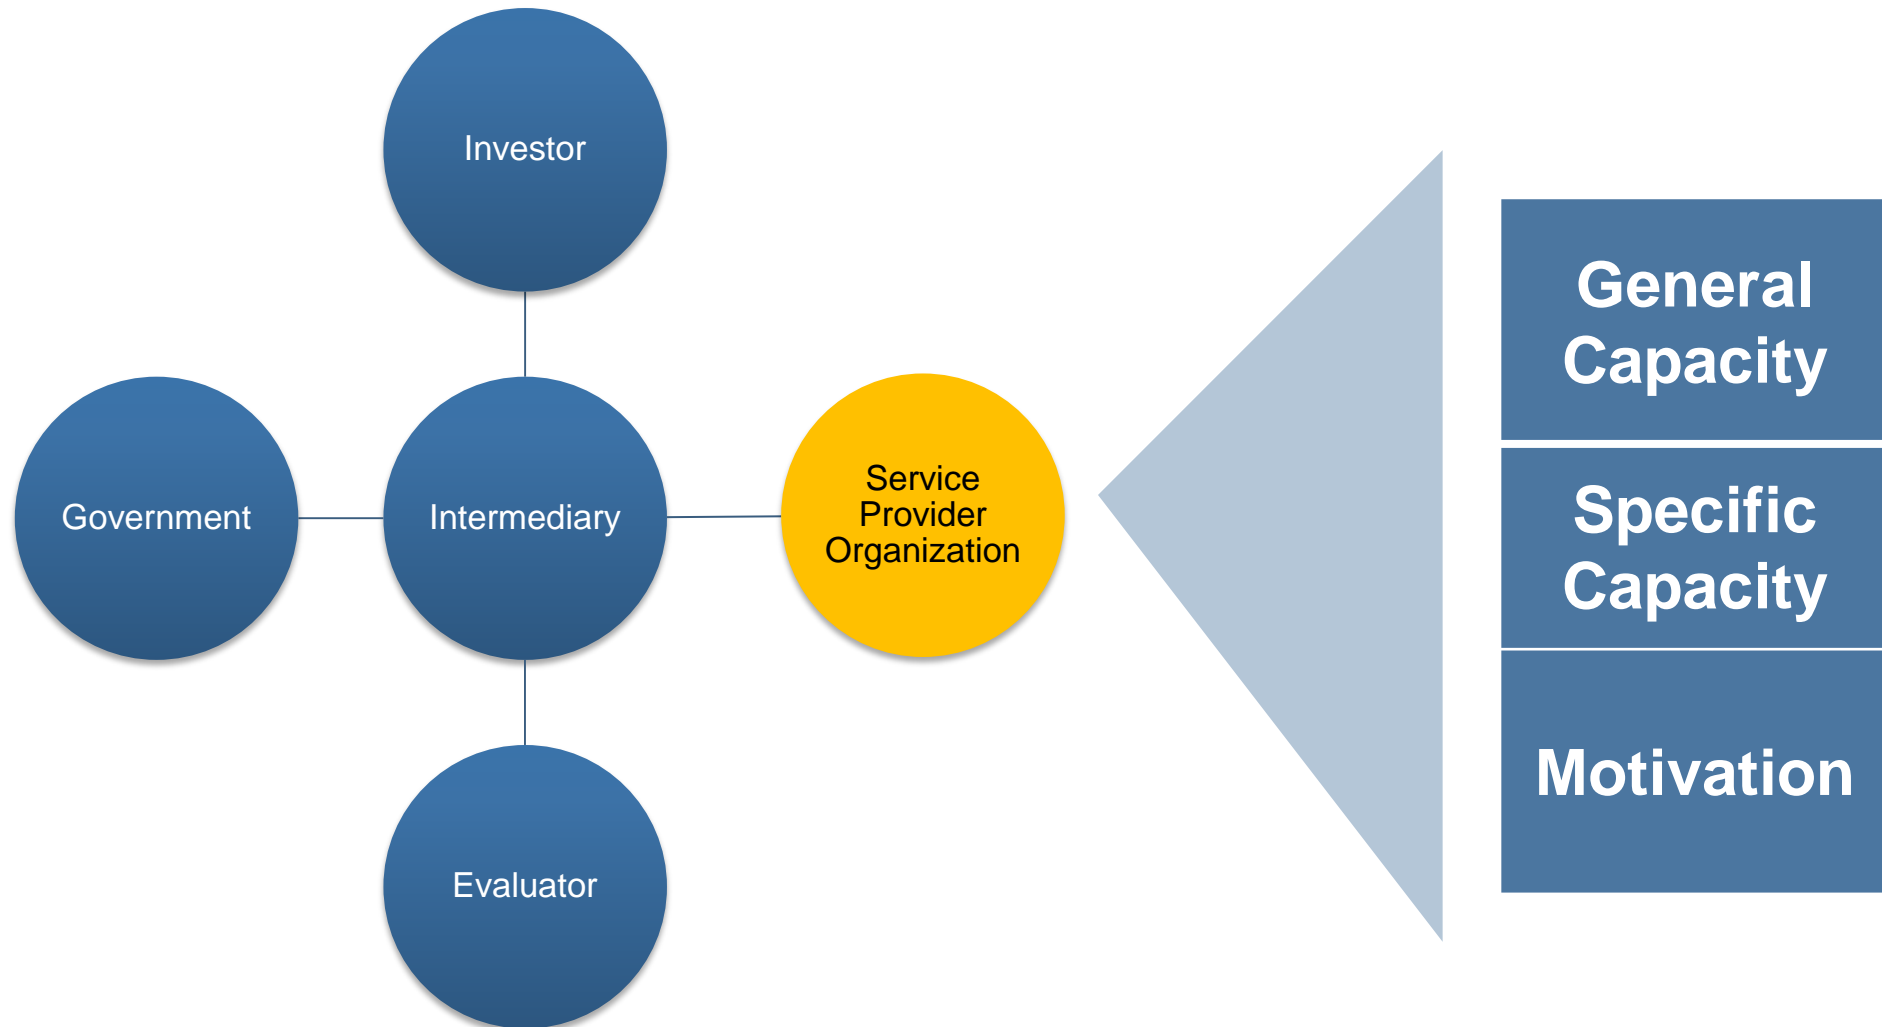 Investor
Government
Intermediary
Service
Provider
Organization
Evaluator
General
Capacity
Specific
Capacity
Motivation